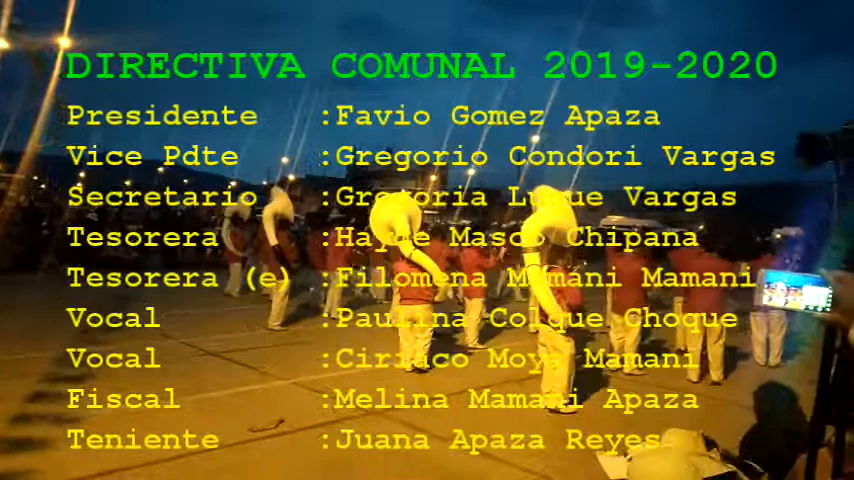 DIRECTIVA COMUNAL 2019-2020
Presidente :Favio Gomez Apaza
Vice Pdte :Gregorio Condori Vargas
Secretario :Gregoria Luque Vargas
Tesorera :Hayde Masco Chipana
Tesorera (e) :Filomena Mamani Mamani
Vocal :Paulina Colque Choque
Vocal :Ciriaco Moya Mamani
Fiscal :Melina Mamani Apaza
Teniente :Juana Apaza Reyes